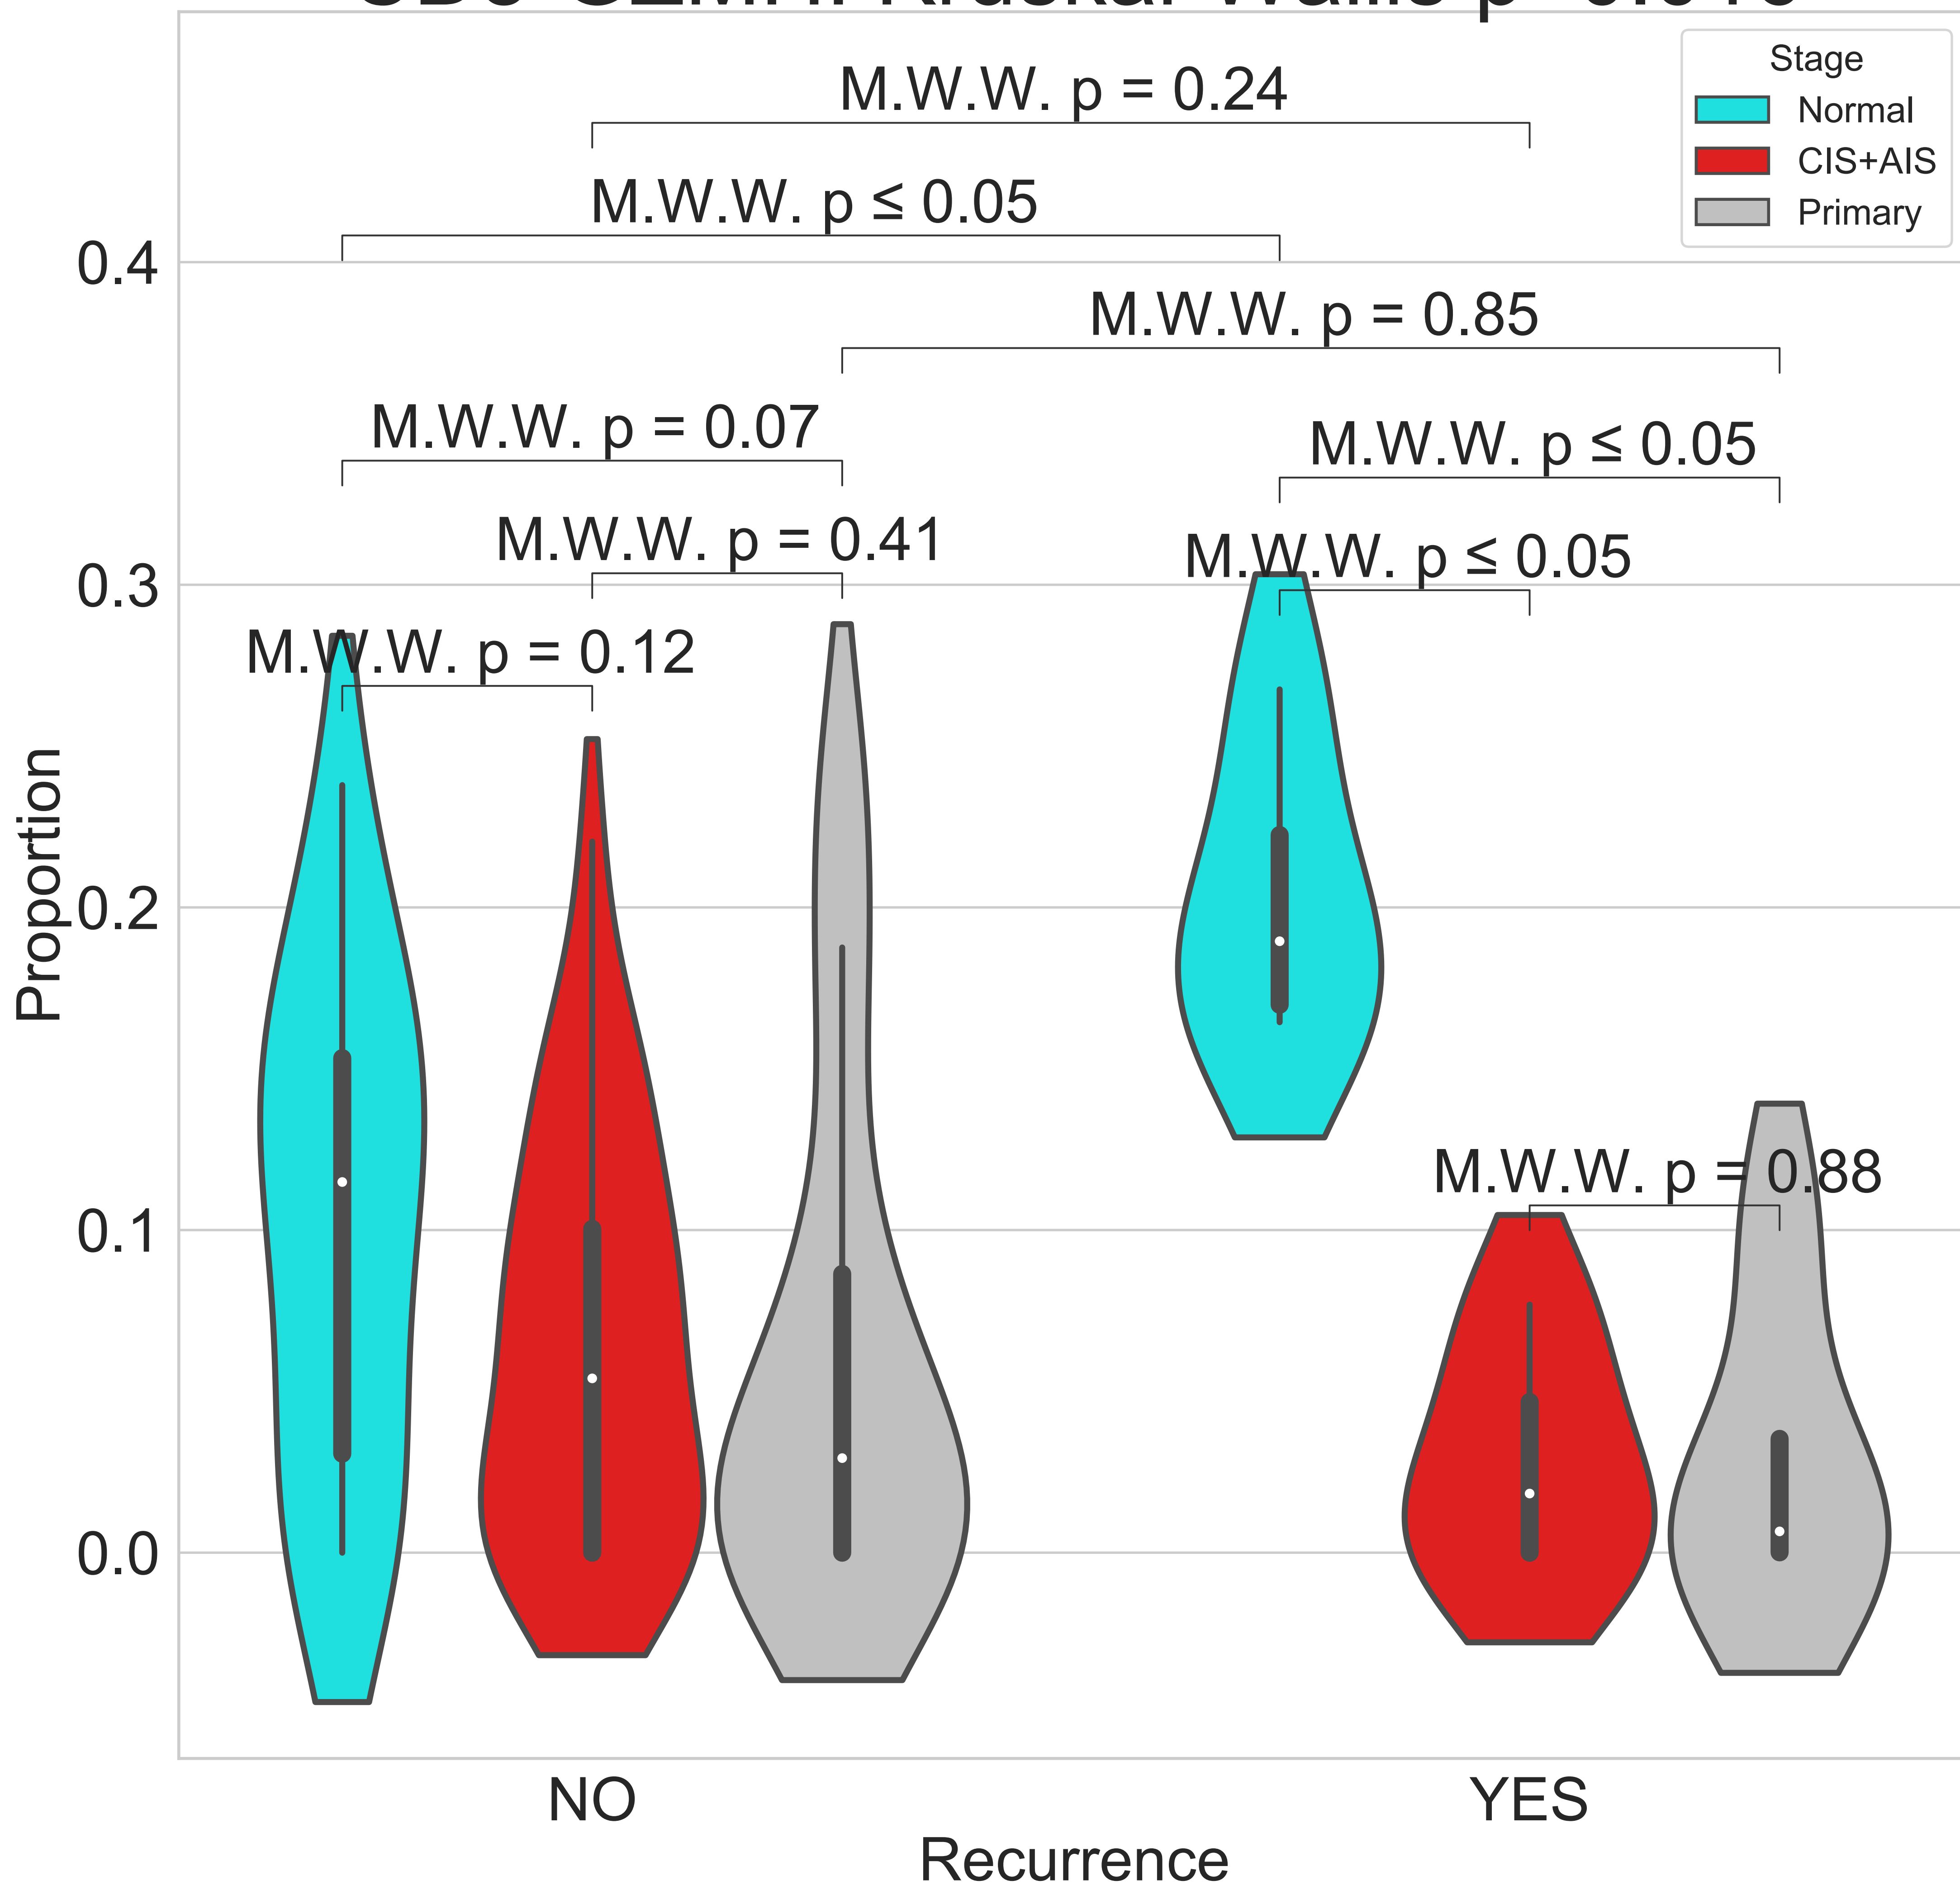 Stage
Normal
CIS+AIS
Primary
M.W.W. p = 0.24
M.W.W. p ≤ 0.05
M.W.W. p = 0.85
M.W.W. p = 0.07
M.W.W. p ≤ 0.05
M.W.W. p = 0.41
M.W.W. p ≤ 0.05
M.W.W. p = 0.12
M.W.W. p = 0.88
0.4
0.3
0.2
0.1
0.0
Proportion
NO
YES
Recurrence